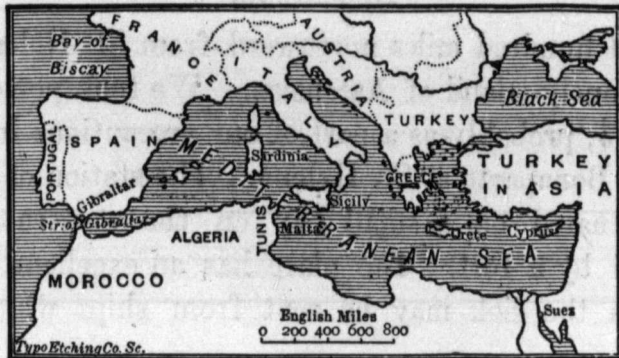 FRANCE
Bay of
Biscay
AUSTRIA
ITALY
Black Sea
PORTUGAL
SPAIN
TURKEY
MEDITERRANEAN SEA
Sardinia
GREECE
TURKEY
IN ASIA
Gibraltar
Str. of Gibraltar
Sicily
TUNIS
Malta
ALGERIA
Crete
Cyprus
MOROCCO
English Miles
0 200 400 600 800
Suez
Typo Etching Co. Sc.